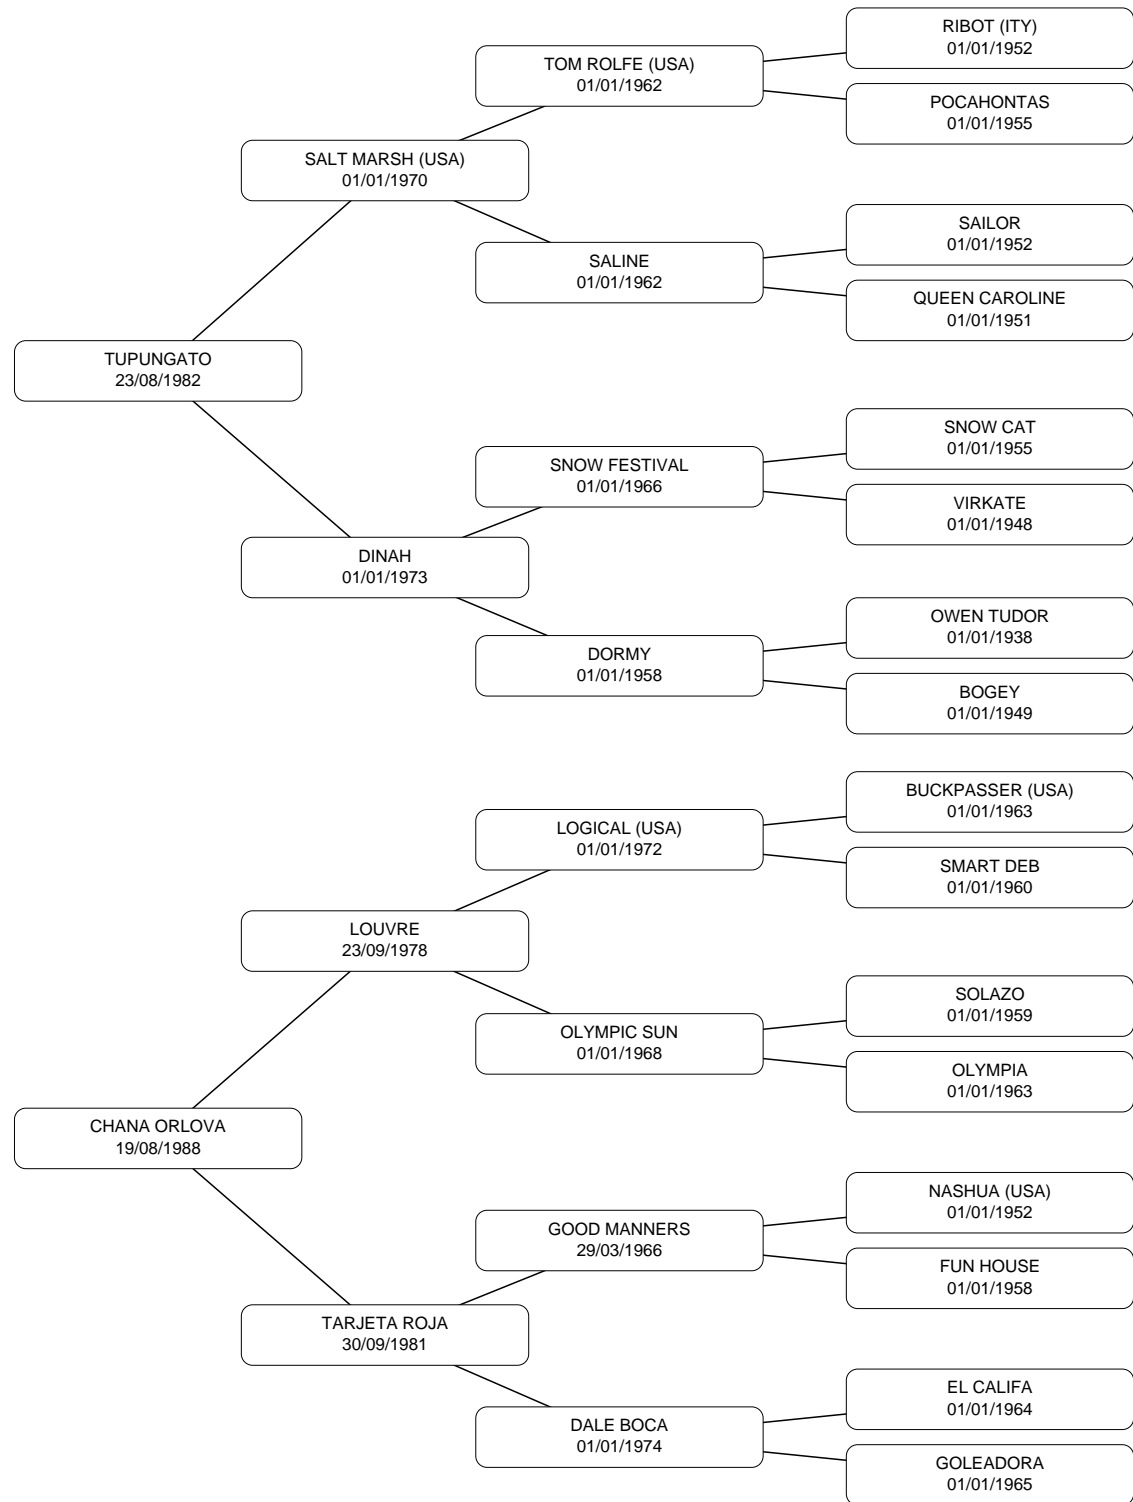 RIBOT (ITY)
01/01/1952
TOM ROLFE (USA)
01/01/1962
POCAHONTAS
01/01/1955
SALT MARSH (USA)
01/01/1970
SAILOR
01/01/1952
SALINE
01/01/1962
QUEEN CAROLINE
01/01/1951
TUPUNGATO
23/08/1982
SNOW CAT
01/01/1955
SNOW FESTIVAL
01/01/1966
VIRKATE
01/01/1948
DINAH
01/01/1973
OWEN TUDOR
01/01/1938
DORMY
01/01/1958
BOGEY
01/01/1949
BUCKPASSER (USA)
01/01/1963
LOGICAL (USA)
01/01/1972
SMART DEB
01/01/1960
LOUVRE
23/09/1978
SOLAZO
01/01/1959
OLYMPIC SUN
01/01/1968
OLYMPIA
01/01/1963
CHANA ORLOVA
19/08/1988
NASHUA (USA)
01/01/1952
GOOD MANNERS
29/03/1966
FUN HOUSE
01/01/1958
TARJETA ROJA
30/09/1981
EL CALIFA
01/01/1964
DALE BOCA
01/01/1974
GOLEADORA
01/01/1965